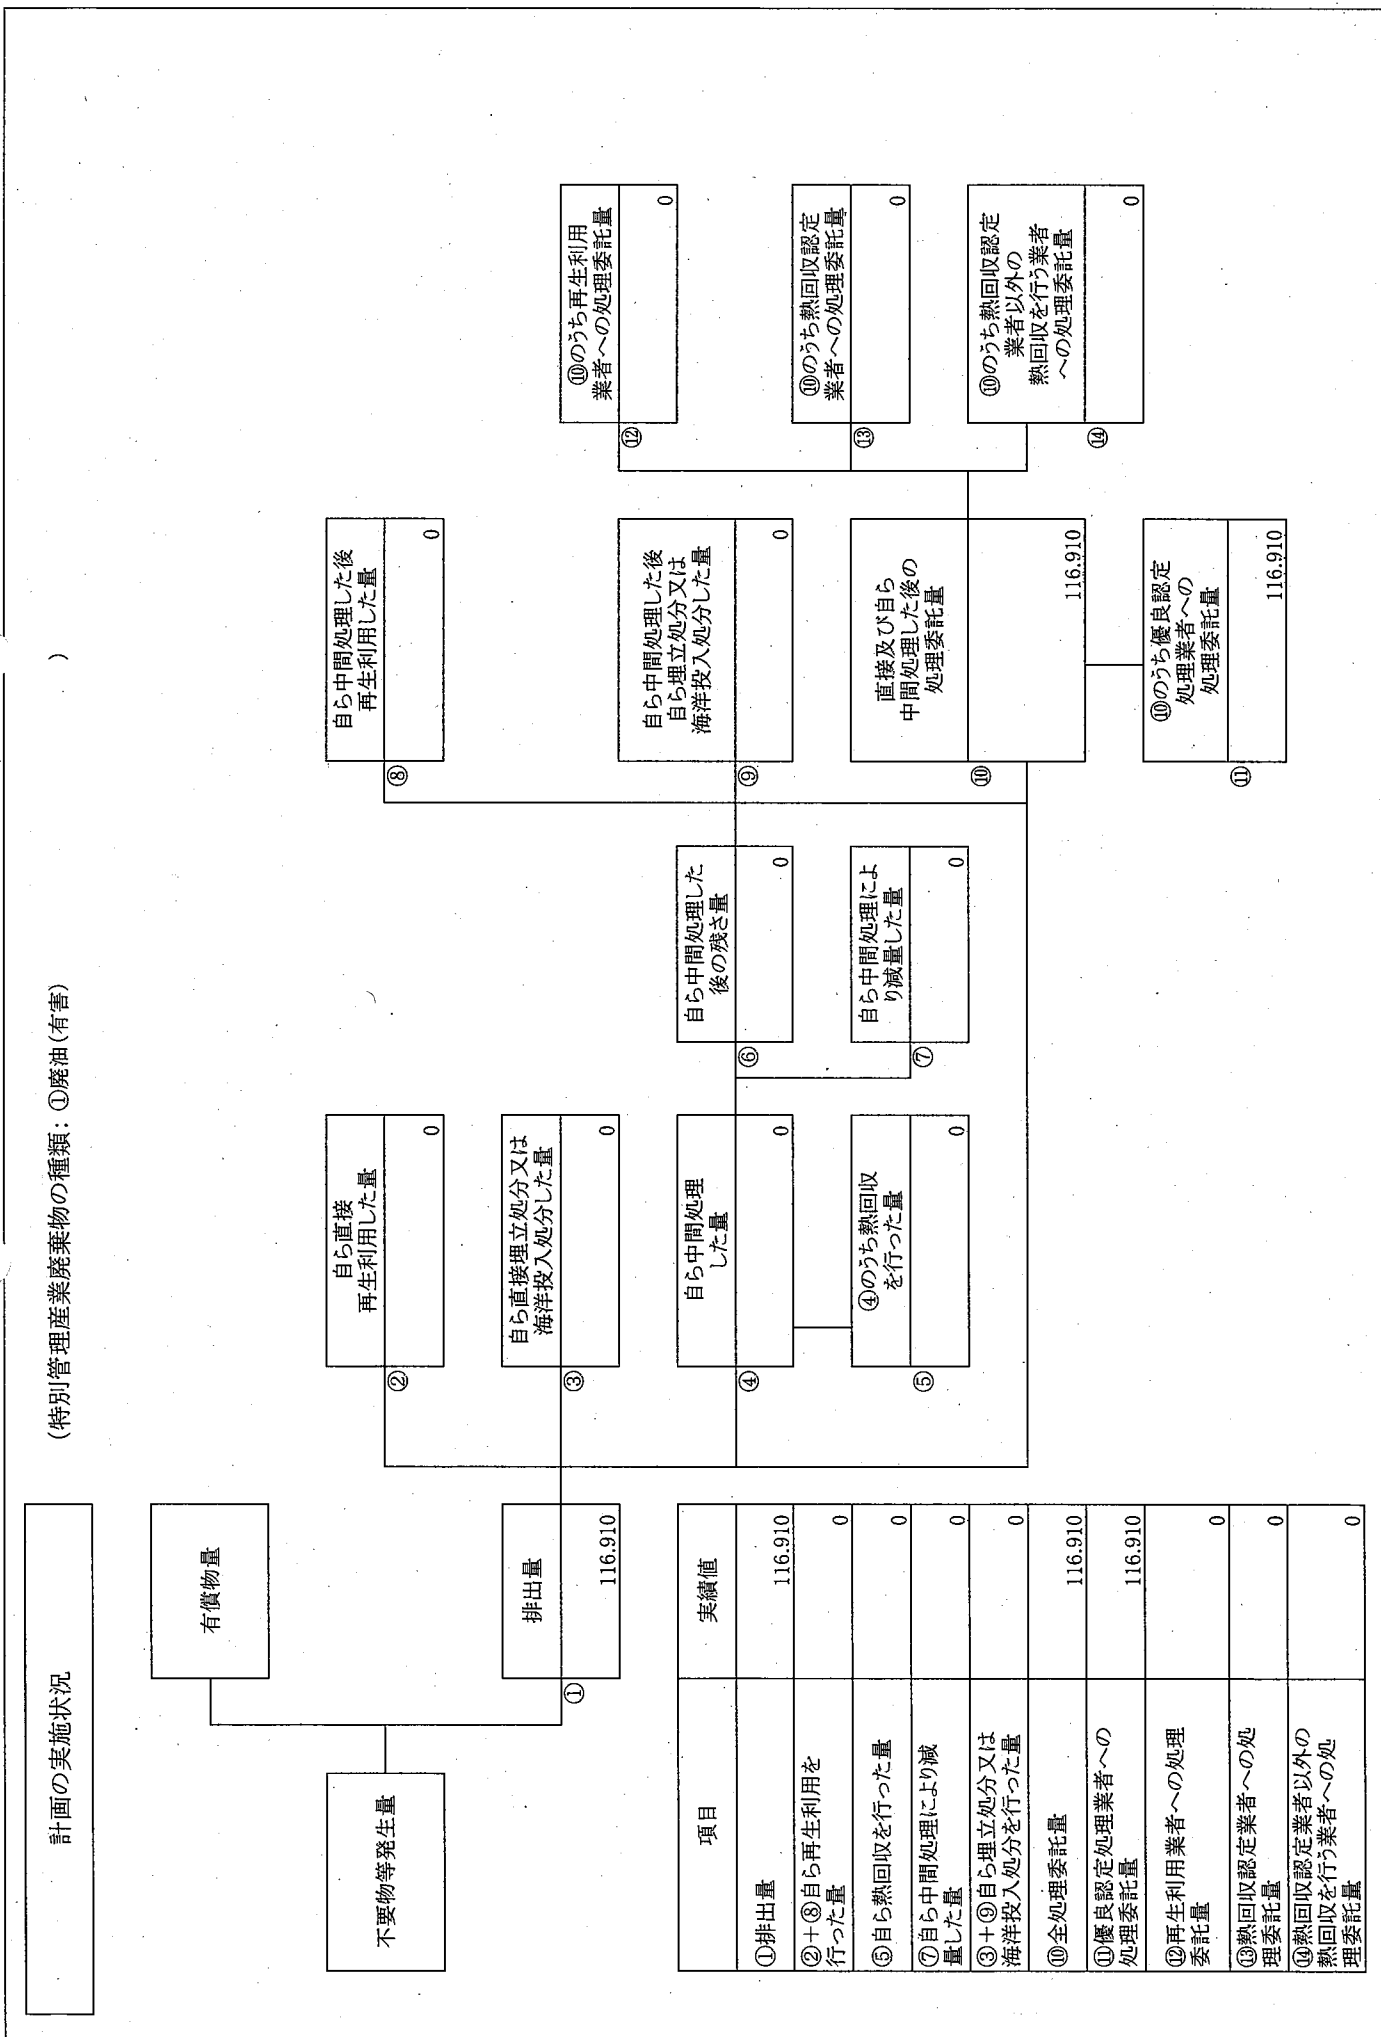 計画の実施状況
(特別管理産業廃棄物の種類：①廃油(有害)　　　　　　　　　　　　　)
不要物等発生量
有償物量
①
排出量
116.910
②
自ら直接
再生利用した量
0
③
自ら直接埋立処分又は
海洋投入処分した量
0
④
自ら中間処理
した量
0
⑤
④のうち熱回収
を行った量
0
⑥
自ら中間処理した
後の残さ量
0
⑦
自ら中間処理によ
り減量した量
0
⑧
自ら中間処理した後
再生利用した量
0
⑨
自ら中間処理した後
自ら埋立処分又は
海洋投入処分した量
0
⑩
直接及び自ら
中間処理した後の
処理委託量
116.910
⑪
⑩のうち優良認定
処理業者への
処理委託量
116.910
⑫
⑩のうち再生利用
業者への処理委託量
0
⑬
⑩のうち熱回収認定
業者への処理委託量
0
⑭
⑩のうち熱回収認定
業者以外の
熱回収を行う業者
への処理委託量
0
項目 実績値
①排出量 116.910
②+⑧自ら再生利用を
行った量 0
⑤自ら熱回収を行った量 0
⑦自ら中間処理により減
量した量 0
③+⑨自ら埋立処分又は
海洋投入処分を行った量 0
⑩全処理委託量 116.910
⑪優良認定処理業者への
処理委託量 116.910
⑫再生利用業者への処理
委託量 0
⑬熱回収認定業者への処
理委託量 0
⑭熱回収認定業者以外の
熱回収を行う業者への処
理委託量 0